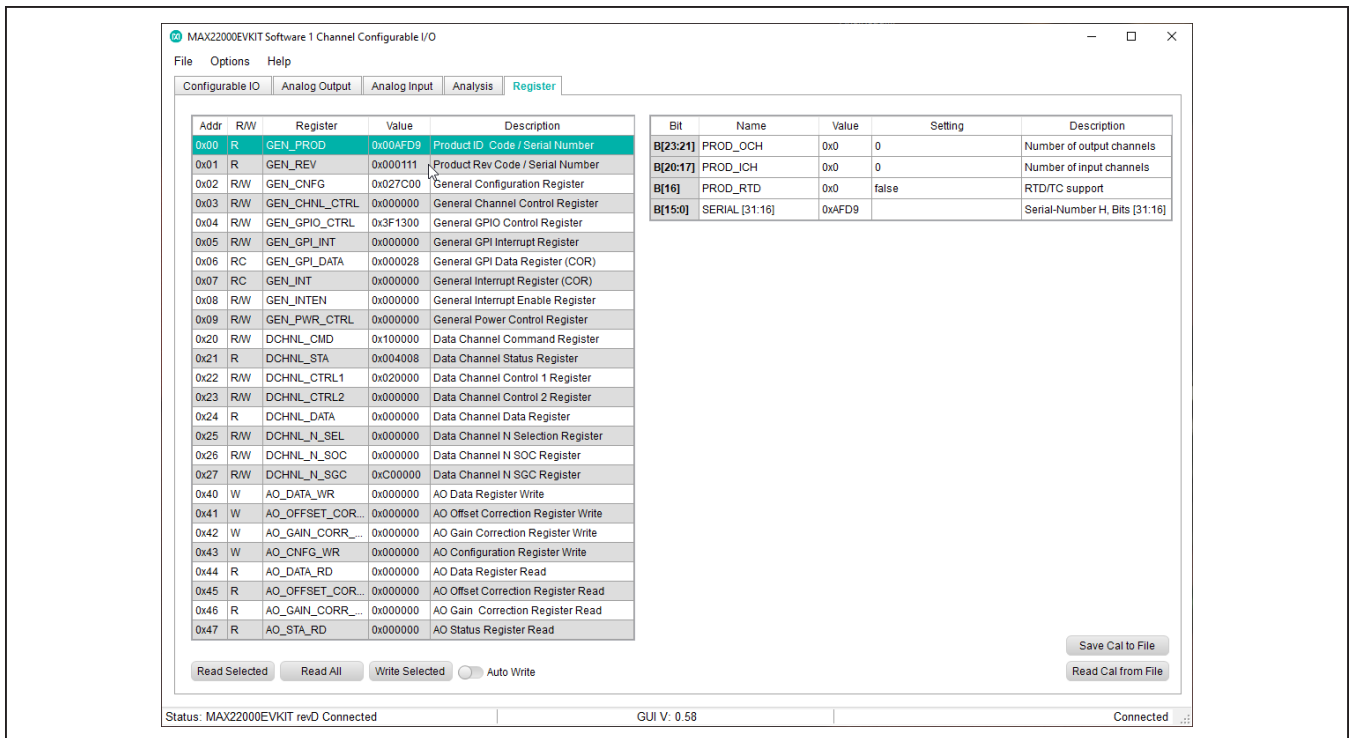 MAX22000EVKIT Software 1 Channel Configurable I/O
File Options Help
Configurable IO Analog Output Analog Input Analysis Register
Addr R/W Register Value Description
0x00 R GEN_PROD 0x00AFD9 Product ID Code / Serial Number
0x01 R GEN_REV 0x000111 Product Rev Code / Serial Number
0x02 R/W GEN_CNFG 0x027C00 General Configuration Register
0x03 R/W GEN_CHNL_CTRL 0x000000 General Channel Control Register
0x04 R/W GEN_GPIO_CTRL 0x3F1300 General GPIO Control Register
0x05 R/W GEN_GPI_INT 0x000000 General GPI Interrupt Register
0x06 RC GEN_GPI_DATA 0x000028 General GPI Data Register (COR)
0x07 RC GEN_INT 0x000000 General Interrupt Register (COR)
0x08 R/W GEN_INTEN 0x000000 General Interrupt Enable Register
0x09 R/W GEN_PWR_CTRL 0x000000 General Power Control Register
0x20 R/W DCHNL_CMD 0x100000 Data Channel Command Register
0x21 R DCHNL_STA 0x004008 Data Channel Status Register
0x22 R/W DCHNL_CTRL1 0x020000 Data Channel Control 1 Register
0x23 R/W DCHNL_CTRL2 0x000000 Data Channel Control 2 Register
0x24 R DCHNL_DATA 0x000000 Data Channel Data Register
0x25 R/W DCHNL_N_SEL 0x000000 Data Channel N Selection Register
0x26 R/W DCHNL_N_SOC 0x000000 Data Channel N SOC Register
0x27 R/W DCHNL_N_SGC 0xC00000 Data Channel N SGC Register
0x40 W AO_DATA_WR 0x000000 AO Data Register Write
0x41 W AO_OFFSET_COR... 0x000000 AO Offset Correction Register Write
0x42 W AO_GAIN_CORR_... 0x000000 AO Gain Correction Register Write
0x43 W AO_CNFG_WR 0x000000 AO Configuration Register Write
0x44 R AO_DATA_RD 0x000000 AO Data Register Read
0x45 R AO_OFFSET_COR... 0x000000 AO Offset Correction Register Read
0x46 R AO_GAIN_CORR_... 0x000000 AO Gain Correction Register Read
0x47 R AO_STA_RD 0x000000 AO Status Register Read
Bit Name Value Setting Description
B[23:21] PROD_OCH 0x0 0 Number of output channels
B[20:17] PROD_ICH 0x0 0 Number of input channels
B[16] PROD_RTD 0x0 false RTD/TC support
B[15:0] SERIAL [31:16] 0xAFD9 Serial-Number H, Bits [31:16]
Save Cal to File
Read Selected Read All Write Selected Auto Write Read Cal from File
Status: MAX22000EVKIT revD Connected GUI V: 0.58 Connected